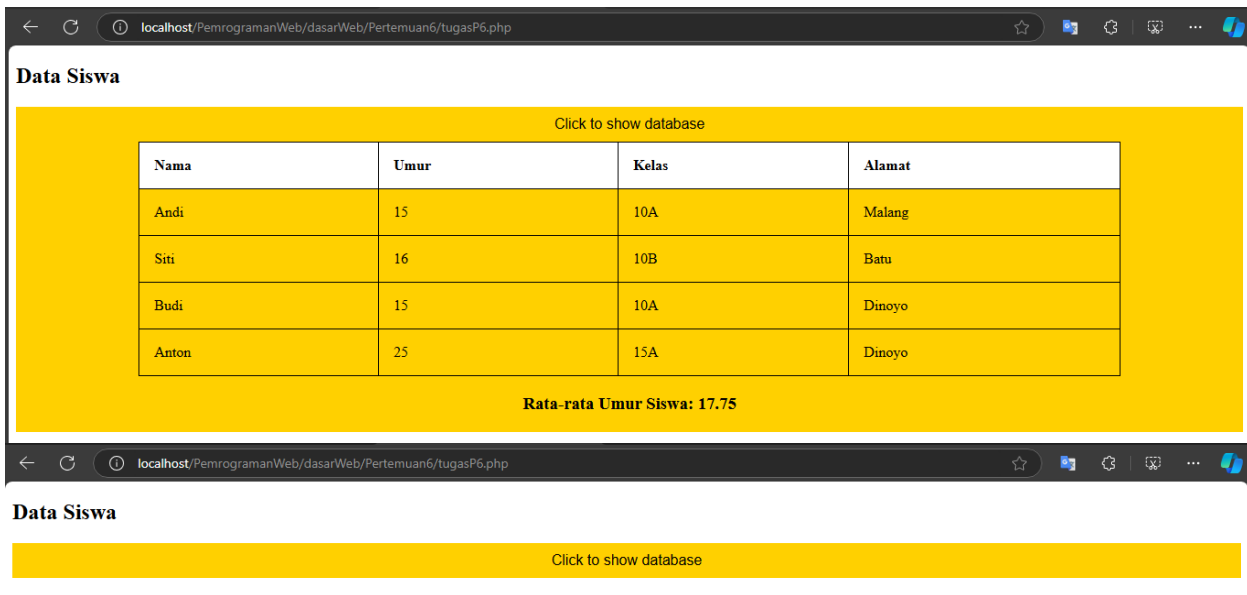 localhost/PemrogramanWeb/dasarWeb/Pertemuan6/tugasP6.php
Data Siswa
Click to show database
Nama Umur Kelas Alamat
Andi 15 10A Malang
Siti 16 10B Batu
Budi 15 10A Dinoyo
Anton 25 15A Dinoyo
Rata-rata Umur Siswa: 17.75
localhost/PemrogramanWeb/dasarWeb/Pertemuan6/tugasP6.php
Data Siswa
Click to show database